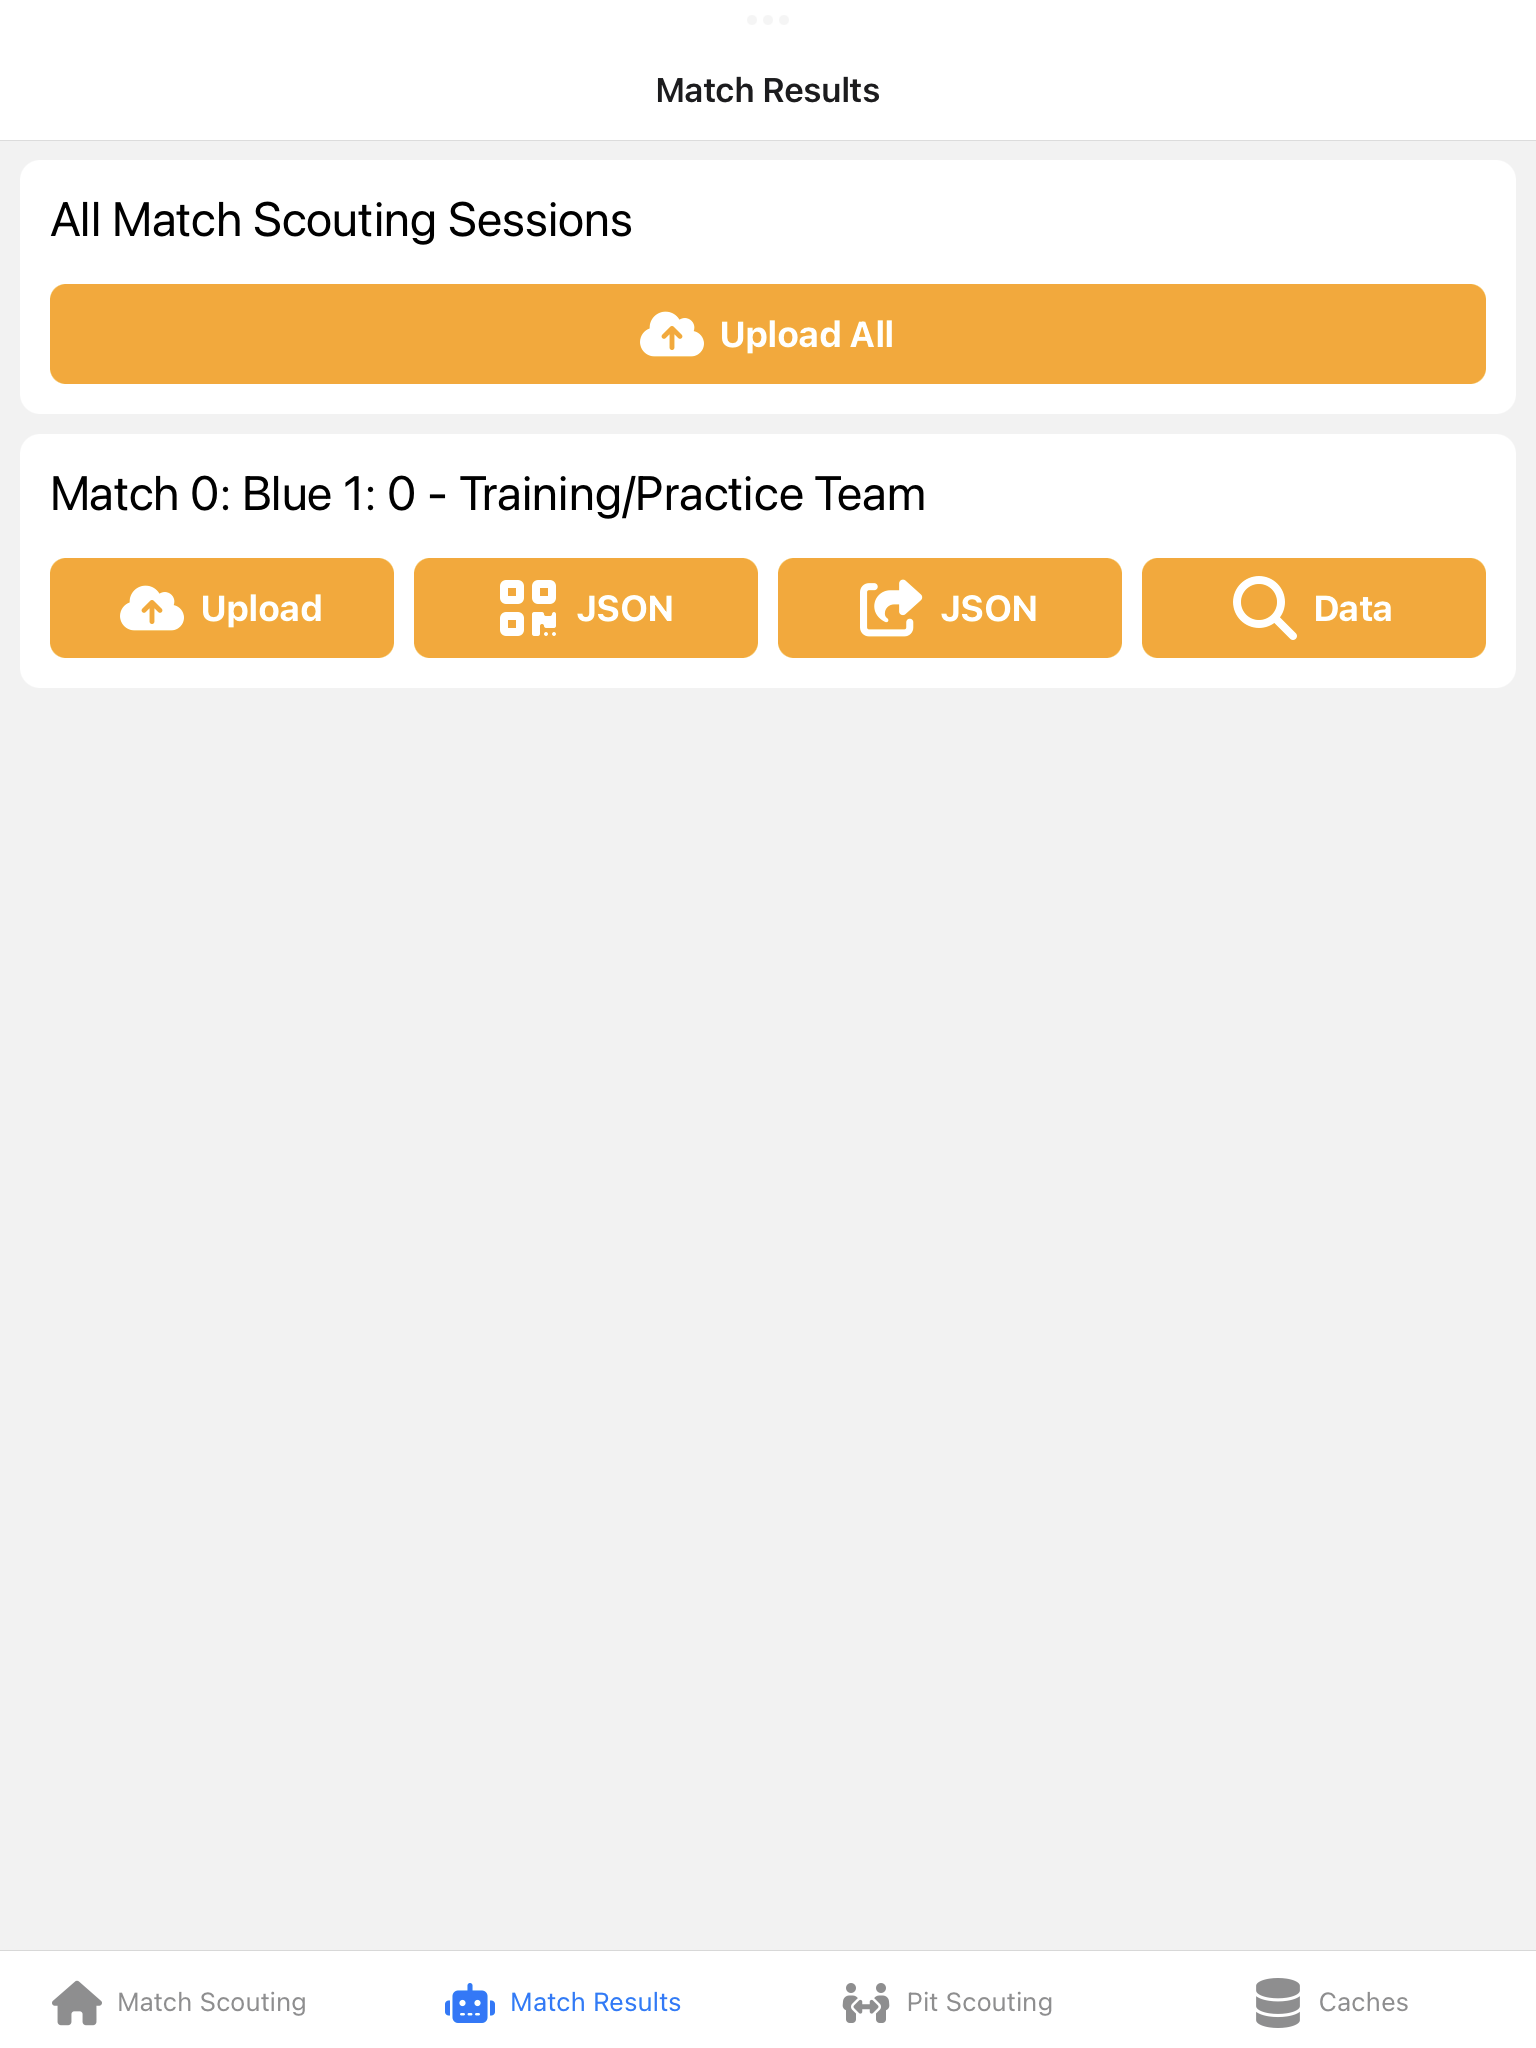 Match Results
All Match Scouting Sessions
Upload All
Match 0: Blue 1: 0 - Training/Practice Team
Upload
JSON
JSON
Data
Match Scouting
Match Results
Pit Scouting
Caches